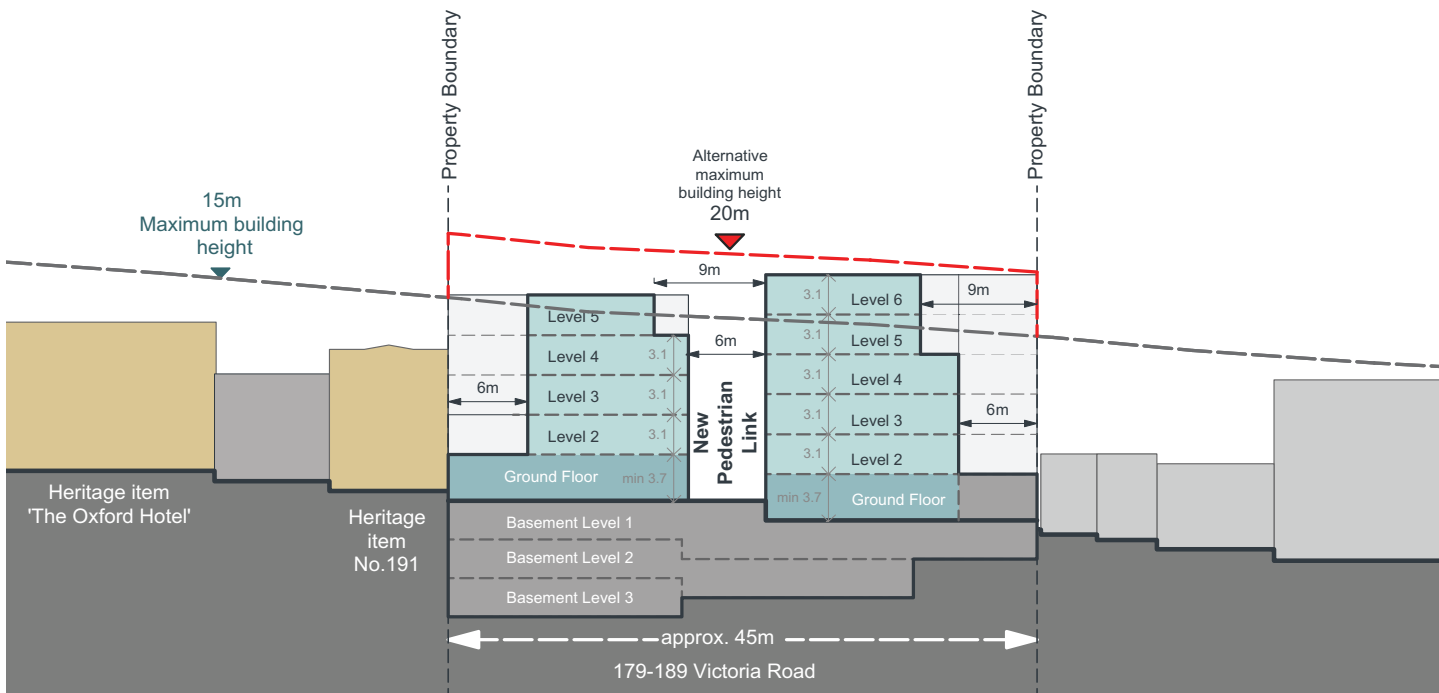 Property Boundary
Property Boundary
Alternative
maximum
building height
20m
15m
Maximum building
height
9m
9m
6m
6m
6m
Level 5
Level 4
Level 3
Level 2
Ground Floor
3.1
3.1
3.1
min 3.7
New
Pedestrian
Link
3.1
3.1
3.1
3.1
3.1
min 3.7
Level 6
Level 5
Level 4
Level 3
Level 2
Ground Floor
Heritage item
'The Oxford Hotel'
Heritage
item
No.191
Basement Level 1
Basement Level 2
Basement Level 3
approx. 45m
179-189 Victoria Road